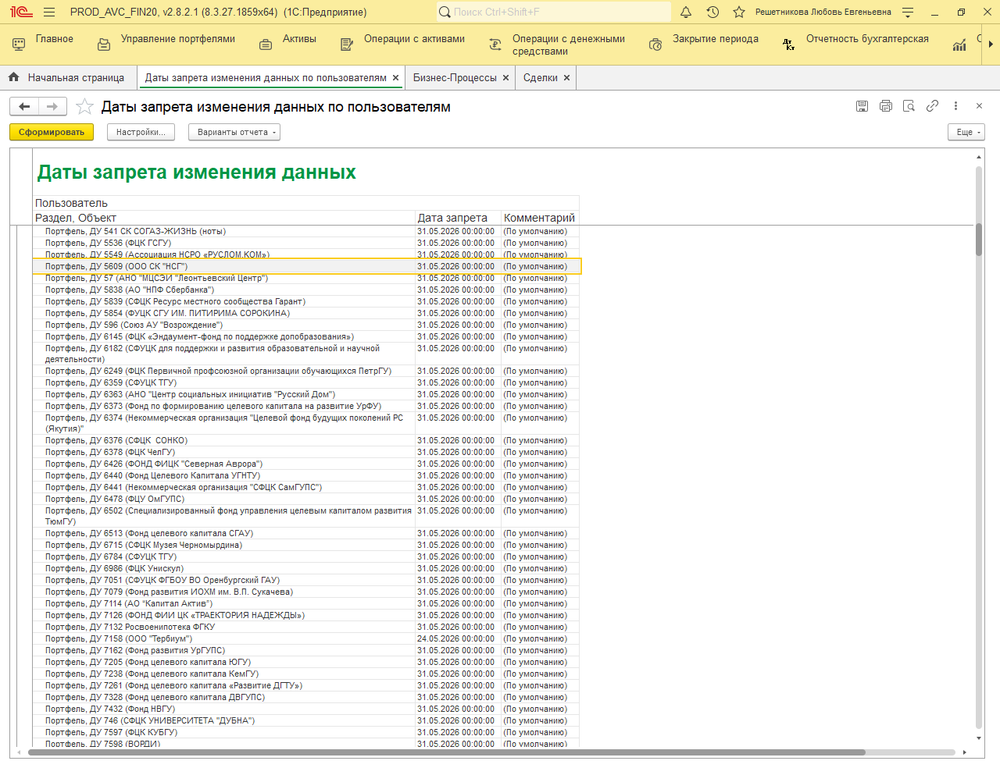 1С PROD_AVC_FIN20, v2.8.2.1 (8.3.27.1859x64) (1С:Предприятие) Поиск Ctrl+Shift+F Решетникова Любовь Евгеньевна
Главное Управление портфелями Активы Операции с активами Операции с денежными средствами Закрытие периода Отчетность бухгалтерская
Начальная страница Даты запрета изменения данных по пользователям Бизнес-Процессы Сделки
Даты запрета изменения данных по пользователям
Сформировать Настройки... Варианты отчета Еще
Даты запрета изменения данных
Пользователь
Раздел, Объект Дата запрета Комментарий
Портфель, ДУ 541 СК СОГАЗ-ЖИЗНЬ (ноты) 31.05.2026 00:00:00 (По умолчанию)
Портфель, ДУ 5536 (ФЦК ГСГУ) 31.05.2026 00:00:00 (По умолчанию)
Портфель, ДУ 5549 (Ассоциация НСРО «РУСЛОМ.КОМ») 31.05.2026 00:00:00 (По умолчанию)
Портфель, ДУ 5609 (ООО СК "НСГ") 31.05.2026 00:00:00 (По умолчанию)
Портфель, ДУ 57 (АНО "МЦСЭИ "Леонтьевский Центр") 31.05.2026 00:00:00 (По умолчанию)
Портфель, ДУ 5838 (АО "НПФ Сбербанка") 31.05.2026 00:00:00 (По умолчанию)
Портфель, ДУ 5839 (СФЦК Ресурс местного сообщества Гарант) 31.05.2026 00:00:00 (По умолчанию)
Портфель, ДУ 5854 (ФУЦК СГУ ИМ. ПИТИРИМА СОРОКИНА) 31.05.2026 00:00:00 (По умолчанию)
Портфель, ДУ 596 (Союз АУ "Возрождение") 31.05.2026 00:00:00 (По умолчанию)
Портфель, ДУ 6145 (ФЦК «Эндаумент-фонд по поддержке допобразования») 31.05.2026 00:00:00 (По умолчанию)
Портфель, ДУ 6182 (СФУЦК для поддержки и развития образовательной и научной 31.05.2026 00:00:00 (По умолчанию)
деятельности)
Портфель, ДУ 6249 (ФЦК Первичной профсоюзной организации обучающихся ПетрГУ) 31.05.2026 00:00:00 (По умолчанию)
Портфель, ДУ 6359 (СФУЦК ТГУ) 31.05.2026 00:00:00 (По умолчанию)
Портфель, ДУ 6363 (АНО "Центр социальных инициатив "Русский Дом") 31.05.2026 00:00:00 (По умолчанию)
Портфель, ДУ 6373 (Фонд по формированию целевого капитала на развитие УрФУ) 31.05.2026 00:00:00 (По умолчанию)
Портфель, ДУ 6374 (Некоммерческая организация "Целевой фонд будущих поколений РС 31.05.2026 00:00:00 (По умолчанию)
(Якутия)"
Портфель, ДУ 6376 (СФЦК  СОНКО) 31.05.2026 00:00:00 (По умолчанию)
Портфель, ДУ 6378 (ФЦК ЧелГУ) 31.05.2026 00:00:00 (По умолчанию)
Портфель, ДУ 6426 (ФОНД ФИЦК "Северная Аврора") 31.05.2026 00:00:00 (По умолчанию)
Портфель, ДУ 6440 (Фонд Целевого Капитала УГНТУ) 31.05.2026 00:00:00 (По умолчанию)
Портфель, ДУ 6441 (Некоммерческая организация "СФЦК СамГУПС") 31.05.2026 00:00:00 (По умолчанию)
Портфель, ДУ 6478 (ФЦУ ОмГУПС) 31.05.2026 00:00:00 (По умолчанию)
Портфель, ДУ 6502 (Специализированный фонд управления целевым капиталом развития 31.05.2026 00:00:00 (По умолчанию)
ТюмГУ)
Портфель, ДУ 6513 (Фонд целевого капитала СГАУ) 31.05.2026 00:00:00 (По умолчанию)
Портфель, ДУ 6715 (СФЦК Музея Черномырдина) 31.05.2026 00:00:00 (По умолчанию)
Портфель, ДУ 6784 (СФУЦК ТГУ) 31.05.2026 00:00:00 (По умолчанию)
Портфель, ДУ 6986 (ФЦК Унискул) 31.05.2026 00:00:00 (По умолчанию)
Портфель, ДУ 7051 (СФУЦК ФГБОУ ВО Оренбургский ГАУ) 31.05.2026 00:00:00 (По умолчанию)
Портфель, ДУ 7079 (Фонд развития ИОХМ им. В.П. Сукачева) 31.05.2026 00:00:00 (По умолчанию)
Портфель, ДУ 7114 (АО “Капитал Актив”) 31.05.2026 00:00:00 (По умолчанию)
Портфель, ДУ 7126 (ФОНД ФИИ ЦК «ТРАЕКТОРИЯ НАДЕЖДЫ») 31.05.2026 00:00:00 (По умолчанию)
Портфель, ДУ 7132 Росвоенипотека ФГКУ 31.05.2026 00:00:00 (По умолчанию)
Портфель, ДУ 7158 (ООО "Тербиум") 24.05.2026 00:00:00 (По умолчанию)
Портфель, ДУ 7162 (Фонд развития УрГУПС) 31.05.2026 00:00:00 (По умолчанию)
Портфель, ДУ 7205 (Фонд целевого капитала ЮГУ) 31.05.2026 00:00:00 (По умолчанию)
Портфель, ДУ 7238 (Фонд целевого капитала КемГУ) 31.05.2026 00:00:00 (По умолчанию)
Портфель, ДУ 7261 (Фонд целевого капитала «Развитие ДГТУ») 31.05.2026 00:00:00 (По умолчанию)
Портфель, ДУ 7328 (Фонд целевого капитала ДВГУПС) 31.05.2026 00:00:00 (По умолчанию)
Портфель, ДУ 7432 (Фонд НВГУ) 31.05.2026 00:00:00 (По умолчанию)
Портфель, ДУ 746 (СФЦК УНИВЕРСИТЕТА "ДУБНА") 31.05.2026 00:00:00 (По умолчанию)
Портфель, ДУ 7597 (ФЦК КУБГУ) 31.05.2026 00:00:00 (По умолчанию)
Портфель, ДУ 7598 (ВОРДИ) 31.05.2026 00:00:00 (По умолчанию)